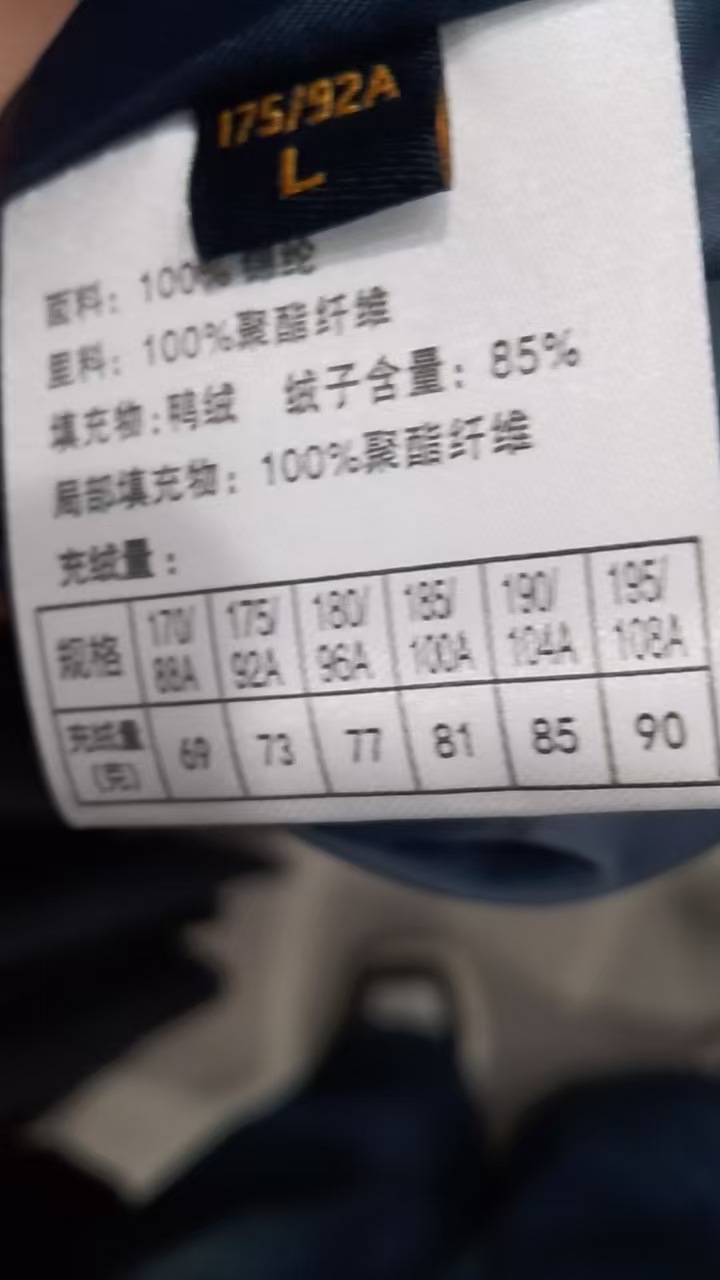 175/92A
L
面料：100%锦纶
里料：100%聚酯纤维
填充物：鸭绒 绒子含量：85%
局部填充物：100%聚酯纤维
充绒量：
规格 170/88A 175/92A 180/96A 185/100A 190/104A 195/108A
充绒量（克） 69 73 77 81 85 90